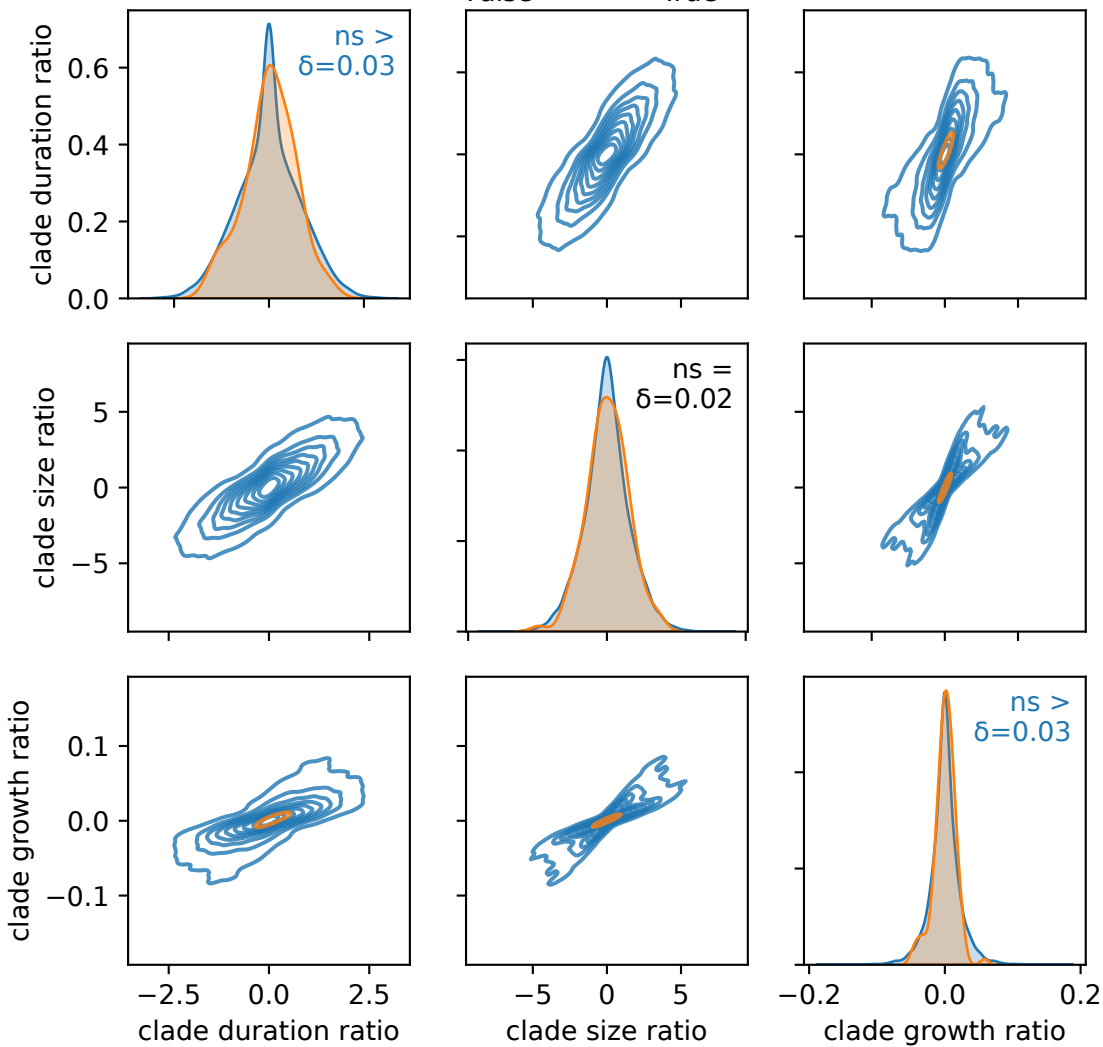 clade duration ratio
0.6
0.4
0.2
0.0
ns >
δ=0.03
clade size ratio
5
0
−5
ns =
δ=0.02
clade growth ratio
0.1
0.0
−0.1
ns >
δ=0.03
−2.5 0.0 2.5
−5 0 5
−0.2 0.0 0.2
clade duration ratio
clade size ratio
clade growth ratio